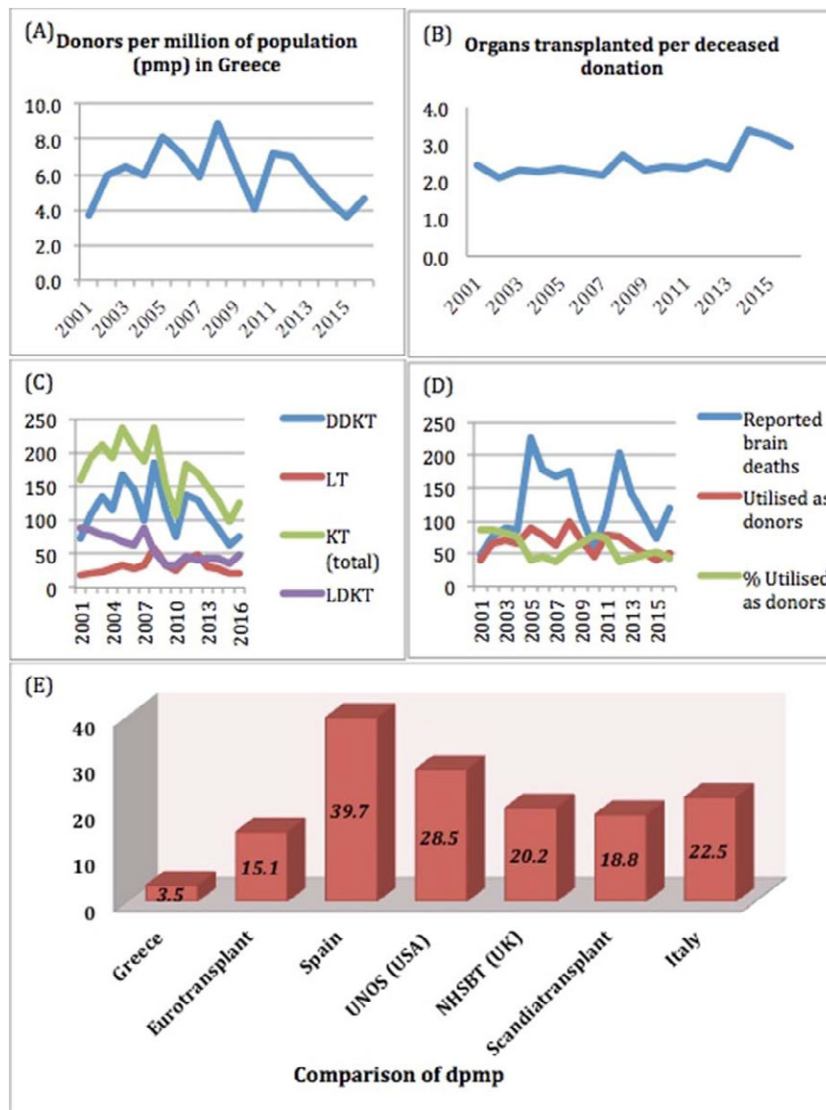 (A) Donors per million of population
(pmp) in Greece
10.0
8.0
6.0
4.0
2.0
0.0
2001
2003
2005
2007
2009
2011
2013
2015
(B)
Organs transplanted per deceased
donation
4.0
3.0
2.0
1.0
0.0
2001
2003
2005
2007
2009
2011
2013
2015
(C)
250
200
150
100
50
0
2001
2004
2007
2010
2013
2016
DDKT
LT
KT
(total)
LDKT
(D)
250
200
150
100
50
0
2001
2003
2005
2007
2009
2011
2013
2015
Reported
brain
deaths
Utilised as
donors
% Utilised
as donors
(E)
40
30
20
10
0
3.5
15.1
39.7
28.5
20.2
18.8
22.5
Greece
Eurotransplant
Spain
UNOS (USA)
NHSBT (UK)
Scandiatransplant
Italy
Comparison of dpmp